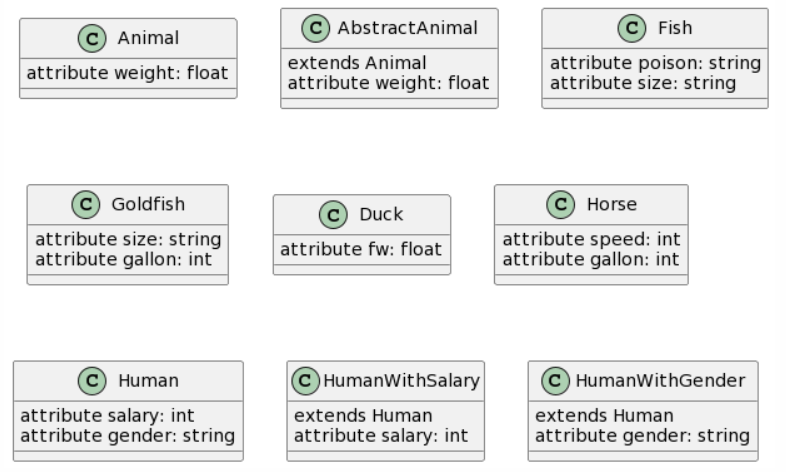 C Animal
attribute weight: float
C AbstractAnimal
extends Animal
attribute weight: float
C Fish
attribute poison: string
attribute size: string
C Goldfish
attribute size: string
attribute gallon: int
C Duck
attribute fw: float
C Horse
attribute speed: int
attribute gallon: int
C Human
attribute salary: int
attribute gender: string
C HumanWithSalary
extends Human
attribute salary: int
C HumanWithGender
extends Human
attribute gender: string